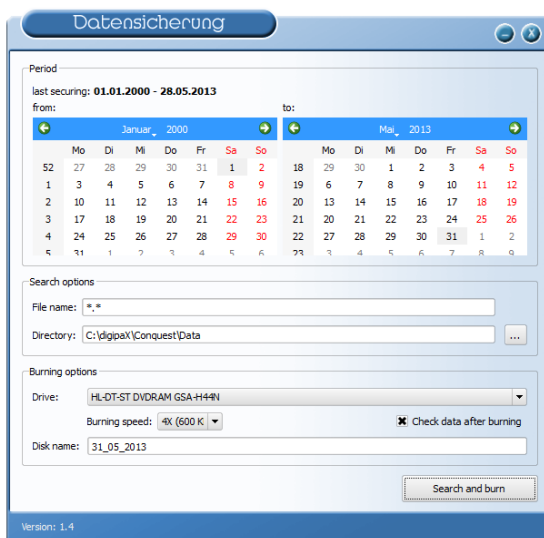 Datensicherung
Period
last securing: 01.01.2000 - 28.05.2013
from: to:
Januar 2000
Mo Di Mi Do Fr Sa So
52 27 28 29 30 31 1 2
1 3 4 5 6 7 8 9
2 10 11 12 13 14 15 16
3 17 18 19 20 21 22 23
4 24 25 26 27 28 29 30
5 31 1 2 3 4 5 6
Mai 2013
Mo Di Mi Do Fr Sa So
18 29 30 1 2 3 4 5
19 6 7 8 9 10 11 12
20 13 14 15 16 17 18 19
21 20 21 22 23 24 25 26
22 27 28 29 30 31 1 2
23 3 4 5 6 7 8 9
Search options
File name: *.*
Directory: C:\digipaX\Conquest\Data ...
Burning options
Drive: HL-DT-ST DVDRAM GSA-H44N
Burning speed: 4X (600 K Check data after burning
Disk name: 31_05_2013
Search and burn
Version: 1.4